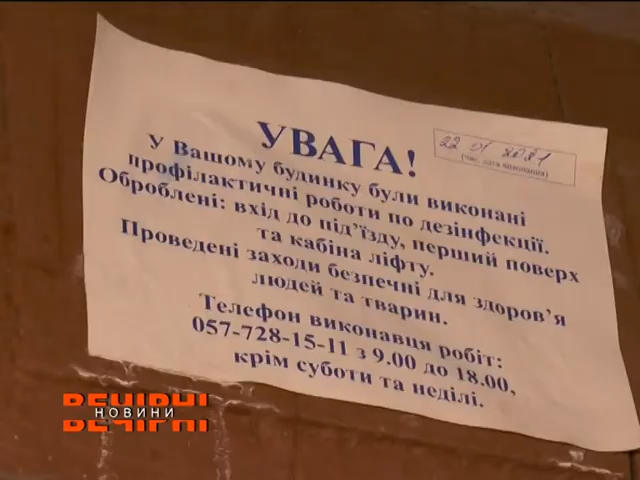 УВАГА!
22 01 2021
(час, дата виконання)
У Вашому будинку були виконані
профілактичні роботи по дезінфекції.
Оброблені: вхід до під'їзду, перший поверх
та кабіна ліфту.
Проведені заходи безпечні для здоров'я
людей та тварин.
Телефон виконавця робіт:
057-728-15-11 з 9.00 до 18.00,
крім суботи та неділі.
ВЕЧІРНІ
НОВИНИ
ВЕЧІРНІ